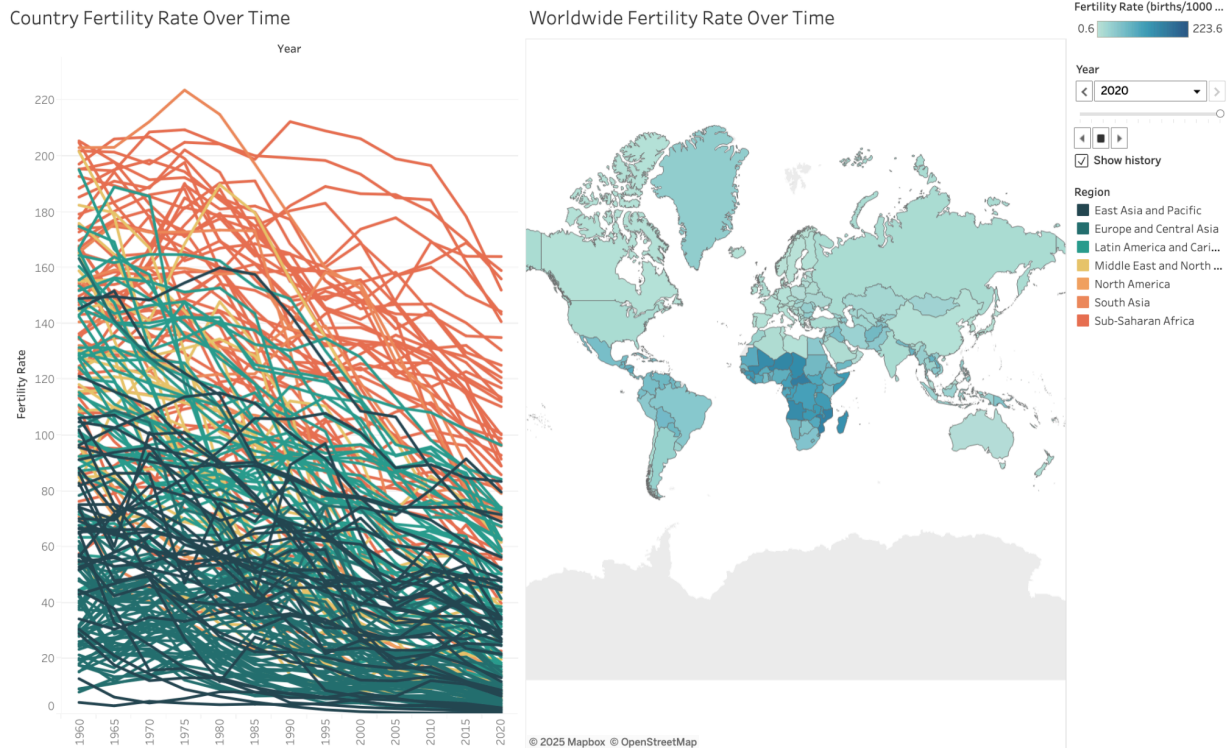 Country Fertility Rate Over Time
Year
Fertility Rate
220
200
180
160
140
120
100
80
60
40
20
0
1960
1965
1970
1975
1980
1985
1990
1995
2000
2005
2010
2015
2020
Worldwide Fertility Rate Over Time
© 2025 Mapbox © OpenStreetMap
Fertility Rate (births/1000 ...
0.6 223.6
Year
2020
Show history
Region
East Asia and Pacific
Europe and Central Asia
Latin America and Cari...
Middle East and North ...
North America
South Asia
Sub-Saharan Africa